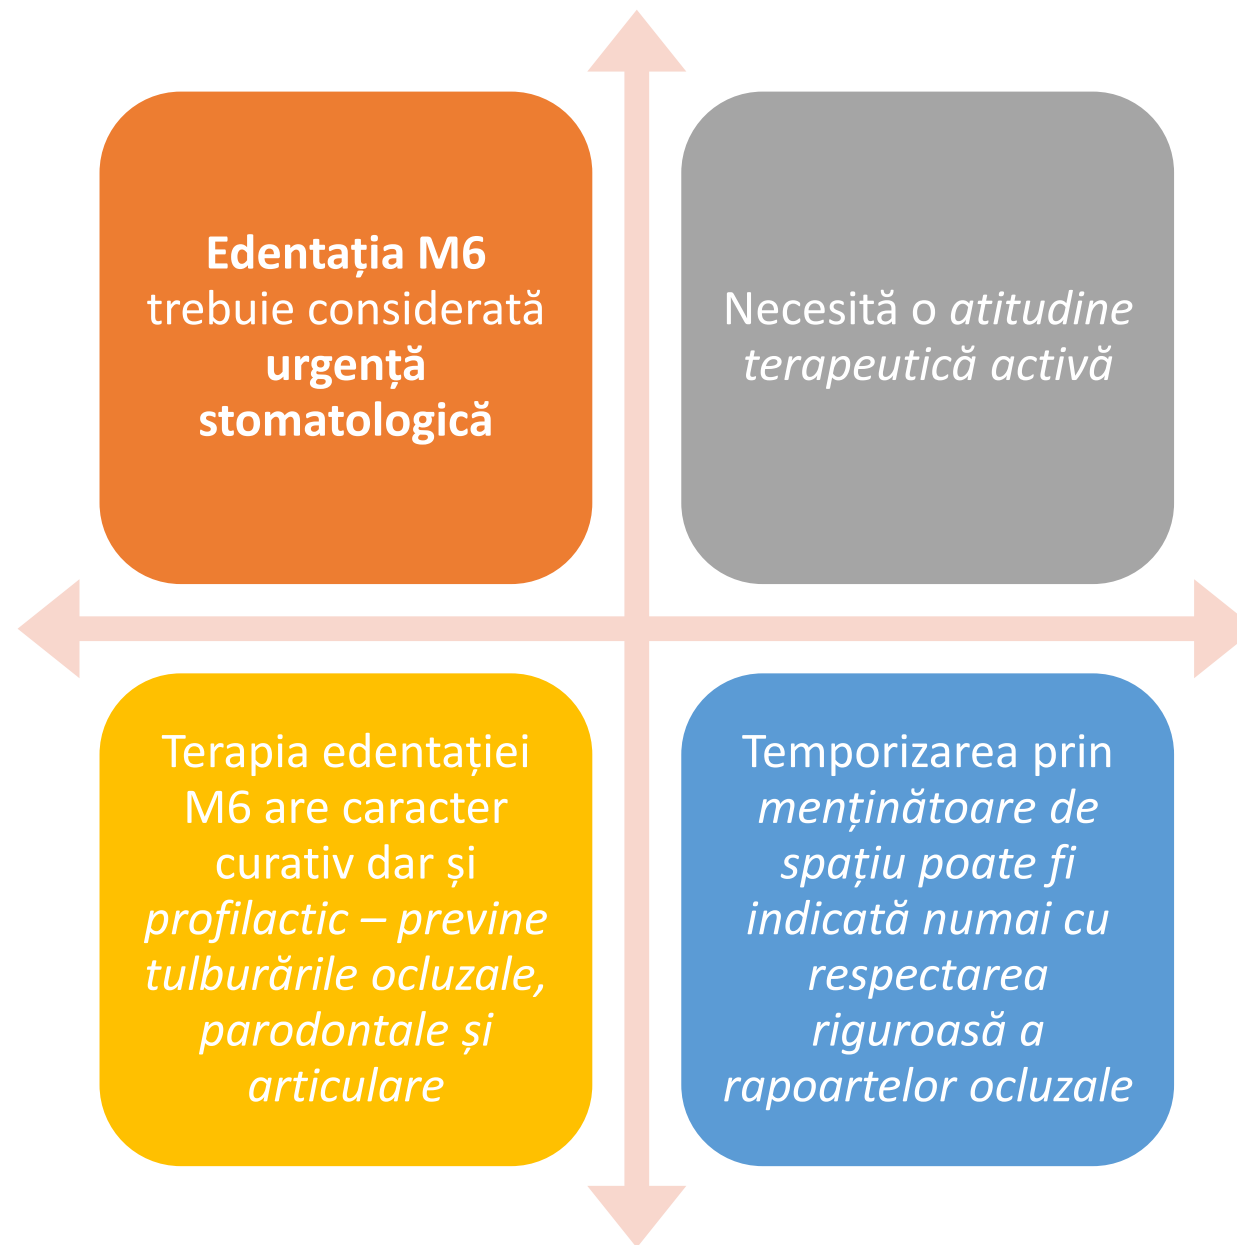 Edentația M6
trebuie considerată
urgență
stomatologică
Necesită o atitudine
terapeutică activă
Terapia edentației
M6 are caracter
curativ dar și
profilactic – previne
tulburările ocluzale,
parodontale și
articulare
Temporizarea prin
menținătoare de
spațiu poate fi
indicată numai cu
respectarea
riguroasă a
rapoartelor ocluzale